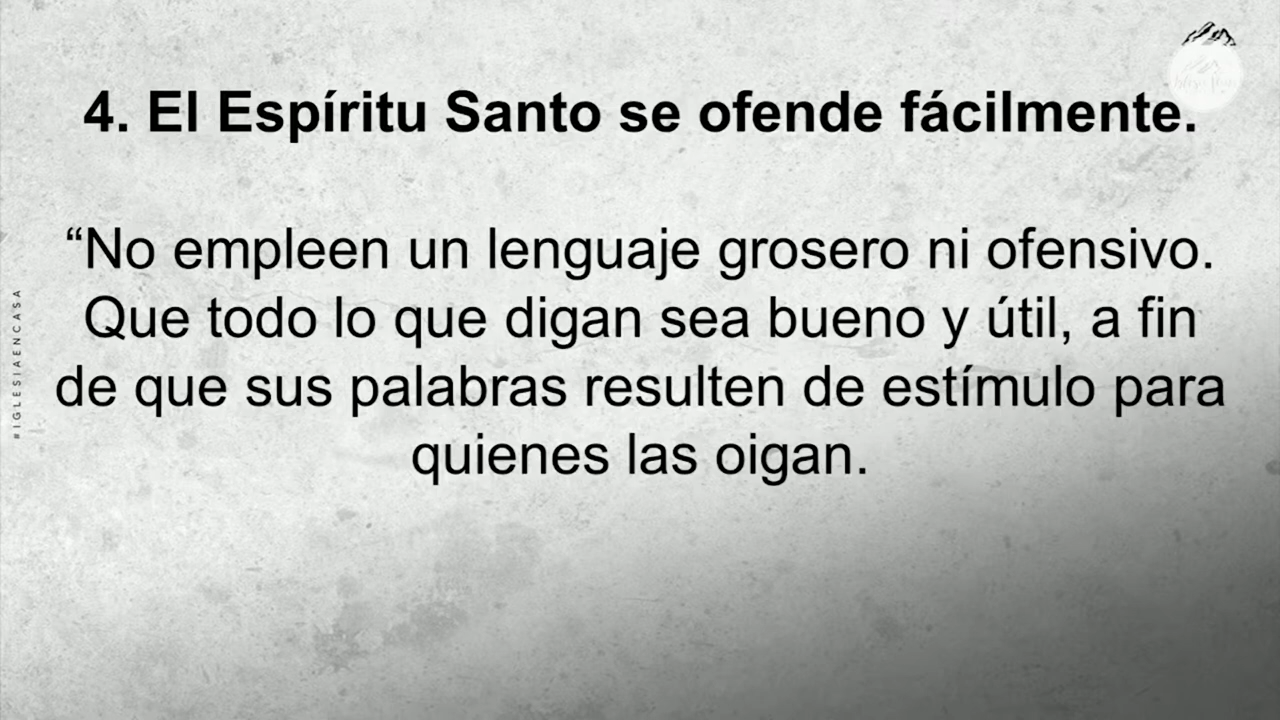 4. El Espíritu Santo se ofende fácilmente.
“No empleen un lenguaje grosero ni ofensivo.
Que todo lo que digan sea bueno y útil, a fin
de que sus palabras resulten de estímulo para
quienes las oigan.
#IGLESIAENCASA